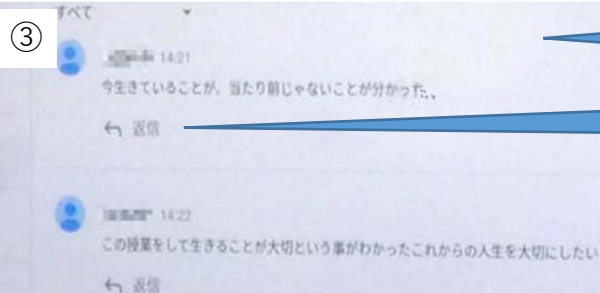 ③
すべて
14:21
今生きていることが、当たり前じゃないことが分かった、、
返信
14:22
この授業をして生きることが大切という事がわかったこれからの人生を大切にしたい
返信